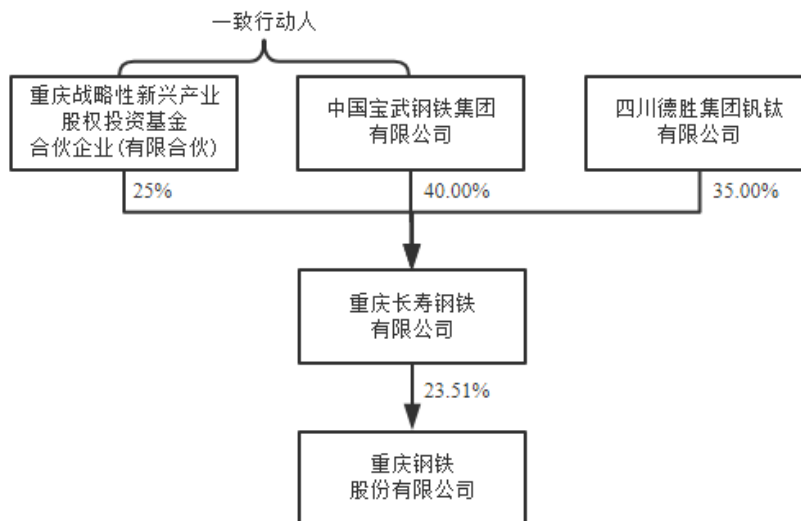 一致行动人
重庆战略性新兴产业
股权投资基金
合伙企业(有限合伙)
中国宝武钢铁集团
有限公司
四川德胜集团钒钛
有限公司
25%
40.00%
35.00%
重庆长寿钢铁
有限公司
23.51%
重庆钢铁
股份有限公司